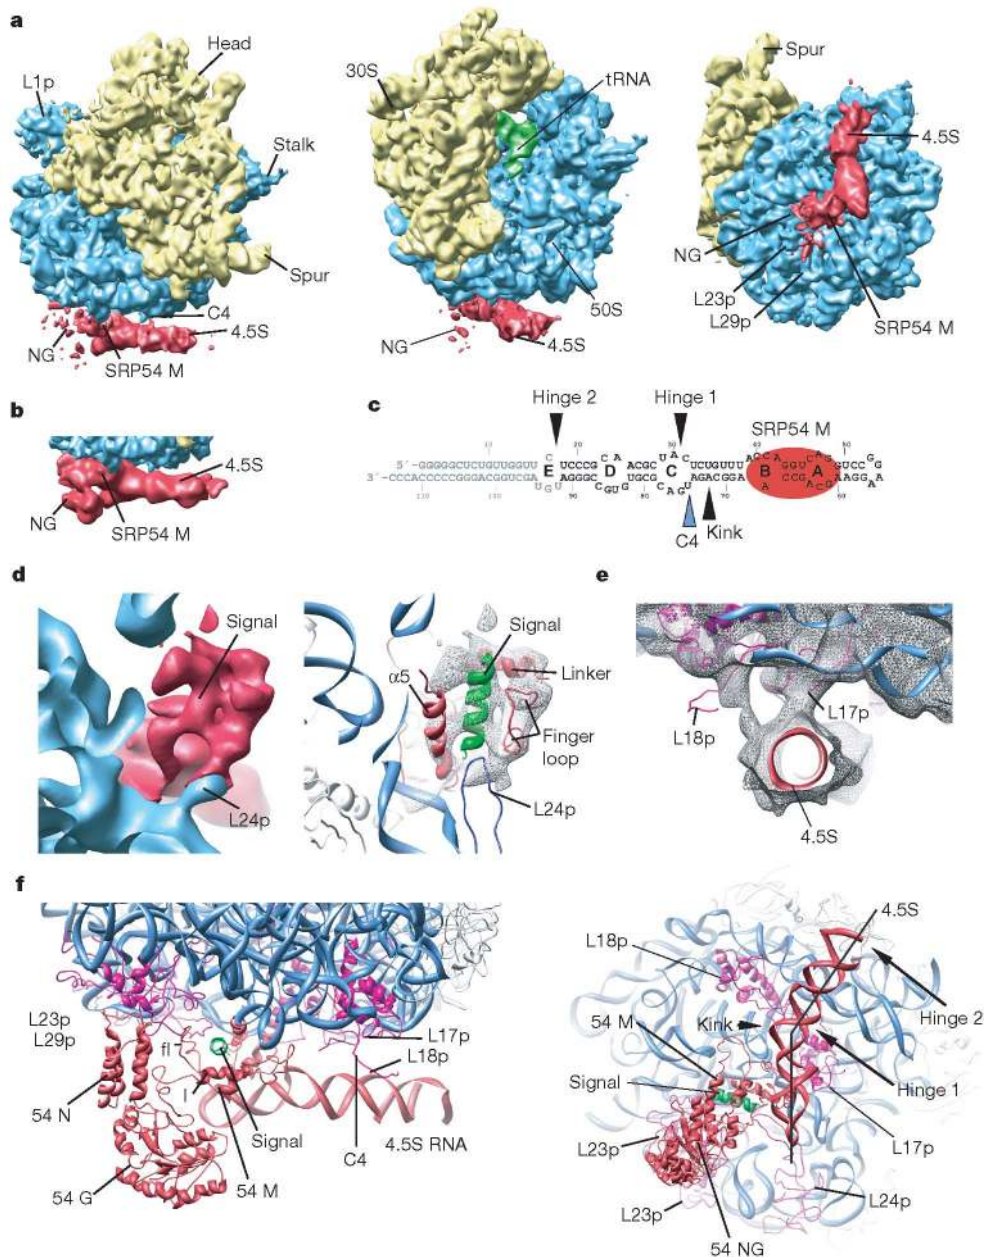 a
Head
L1p
Stalk
Spur
C4
4.5S
NG
SRP54 M
30S
tRNA
50S
NG
4.5S
Spur
4.5S
NG
L23p
L29p
SRP54 M
b
4.5S
NG
SRP54 M
c
Hinge 2
Hinge 1
SRP54 M
E
D
C
B
A
C4
Kink
d
Signal
L24p
Signal
α5
Linker
Finger
loop
L24p
e
L18p
L17p
4.5S
f
L23p
L29p
fl
l
L17p
L18p
54 N
54 G
54 M
Signal
C4
4.5S RNA
4.5S
L18p
54 M
Kink
Hinge 2
Signal
Hinge 1
L23p
L17p
L23p
L24p
54 NG